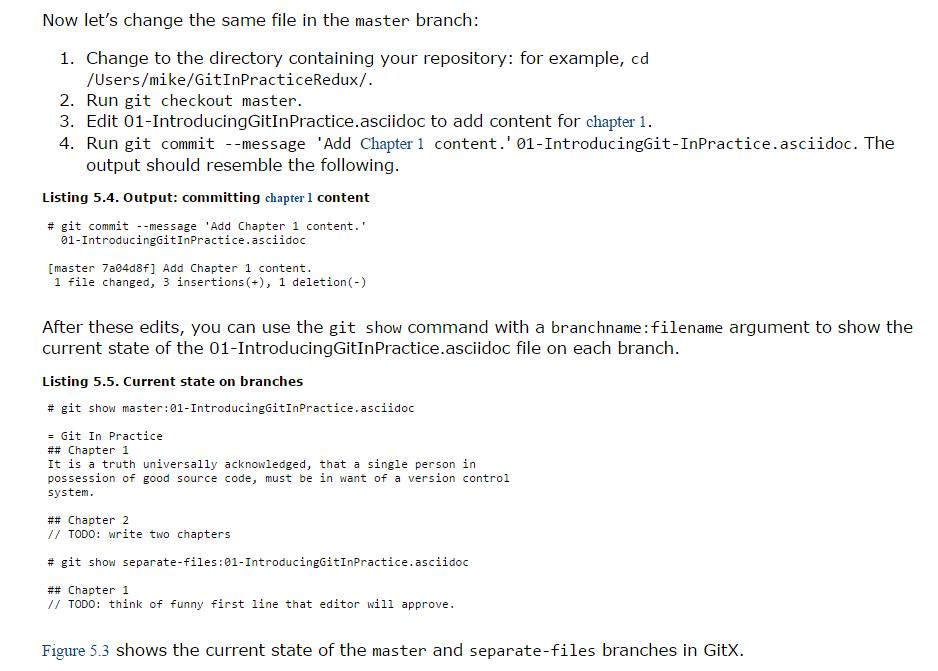 Now let's change the same file in the master branch:
1. Change to the directory containing your repository: for example, cd
/Users/mike/GitInPracticeRedux/.
2. Run git checkout master.
3. Edit 01-IntroducingGitInPractice.asciidoc to add content for chapter 1.
4. Run git commit --message 'Add Chapter 1 content.' 01-IntroducingGit-InPractice.asciidoc. The
output should resemble the following.
Listing 5.4. Output: committing chapter 1 content
# git commit --message 'Add Chapter 1 content.'
01-IntroducingGitInPractice.asciidoc
[master 7a04d8f] Add Chapter 1 content.
1 file changed, 3 insertions(+), 1 deletion(-)
After these edits, you can use the git show command with a branchname:filename argument to show the
current state of the 01-IntroducingGitInPractice.asciidoc file on each branch.
Listing 5.5. Current state on branches
# git show master:01-IntroducingGitInPractice.asciidoc
= Git In Practice
## Chapter 1
It is a truth universally acknowledged, that a single person in
possession of good source code, must be in want of a version control
system.
## Chapter 2
// TODO: write two chapters
# git show separate-files:01-IntroducingGitInPractice.asciidoc
## Chapter 1
// TODO: think of funny first line that editor will approve.
Figure 5.3 shows the current state of the master and separate-files branches in GitX.